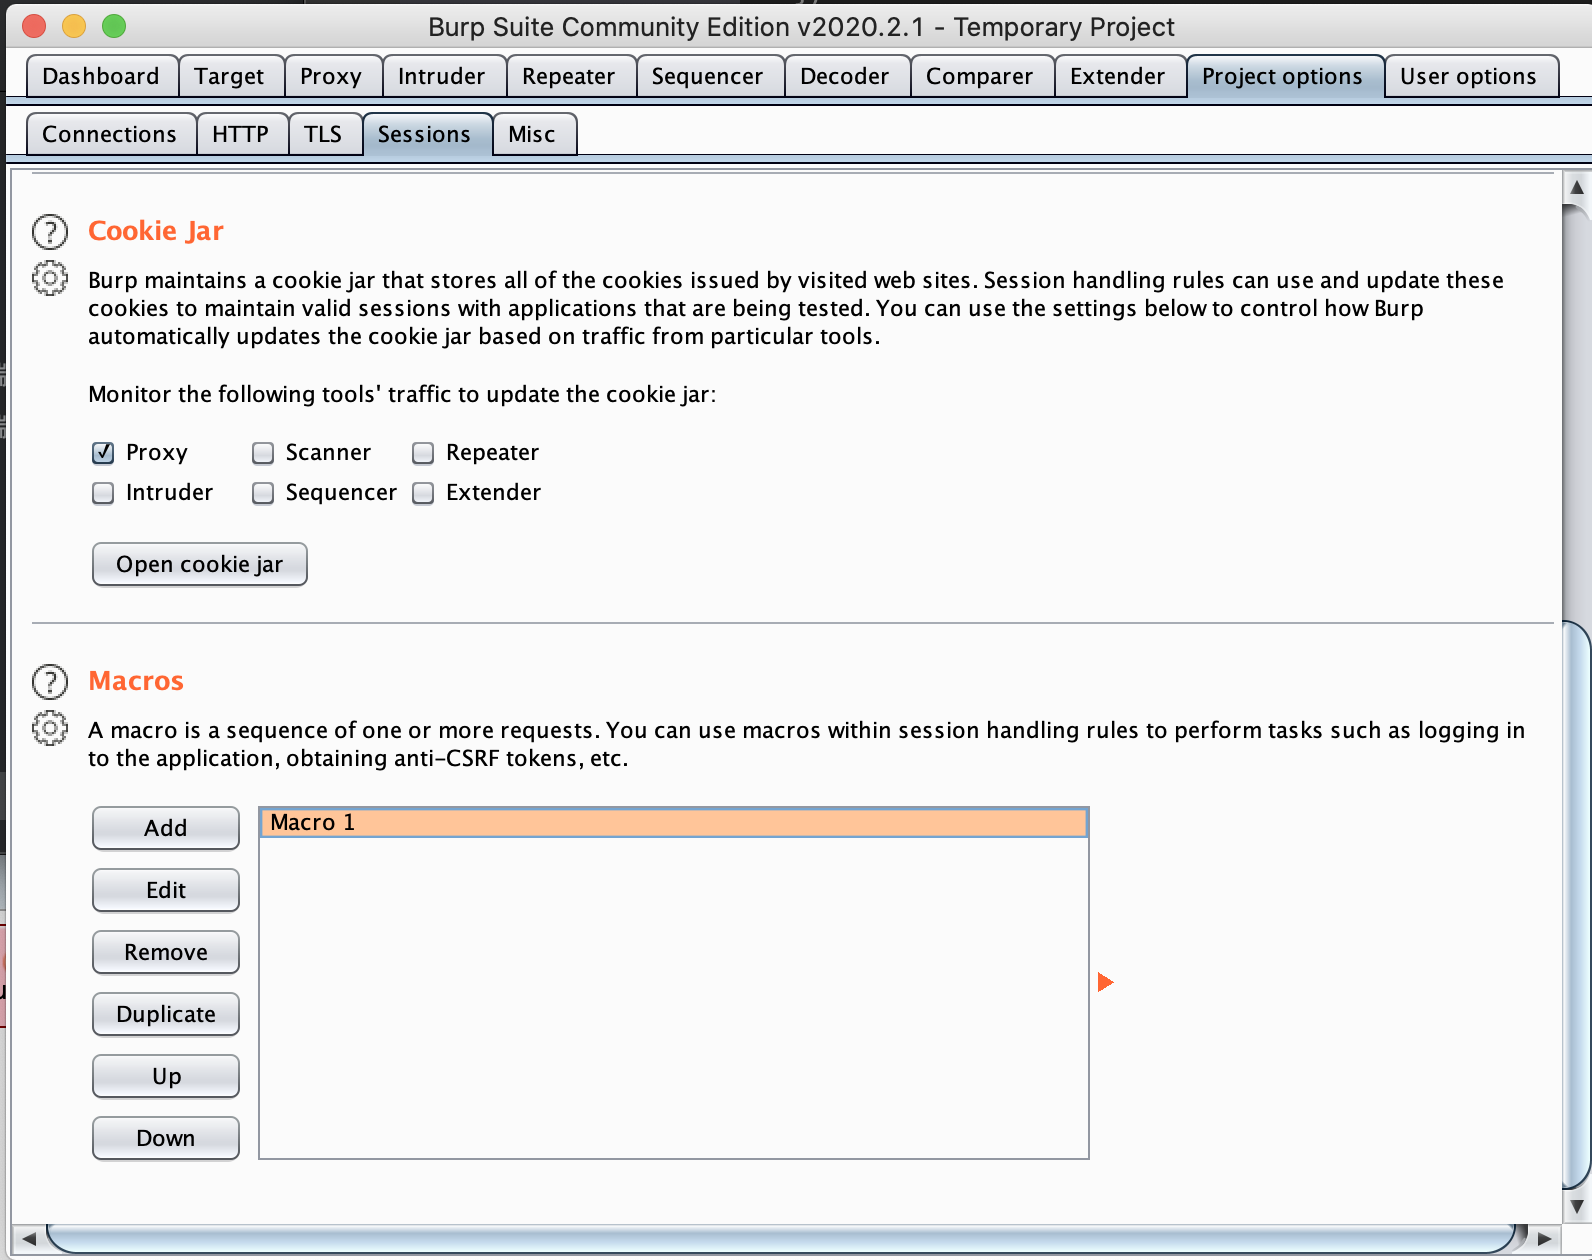 Burp Suite Community Edition v2020.2.1 - Temporary Project
Dashboard Target Proxy Intruder Repeater Sequencer Decoder Comparer Extender Project options User options
Connections HTTP TLS Sessions Misc
? Cookie Jar
Burp maintains a cookie jar that stores all of the cookies issued by visited web sites. Session handling rules can use and update these
cookies to maintain valid sessions with applications that are being tested. You can use the settings below to control how Burp
automatically updates the cookie jar based on traffic from particular tools.
Monitor the following tools' traffic to update the cookie jar:
Proxy Scanner Repeater
Intruder Sequencer Extender
Open cookie jar
? Macros
A macro is a sequence of one or more requests. You can use macros within session handling rules to perform tasks such as logging in
to the application, obtaining anti-CSRF tokens, etc.
Add
Macro 1
Edit
Remove
Duplicate
Up
Down